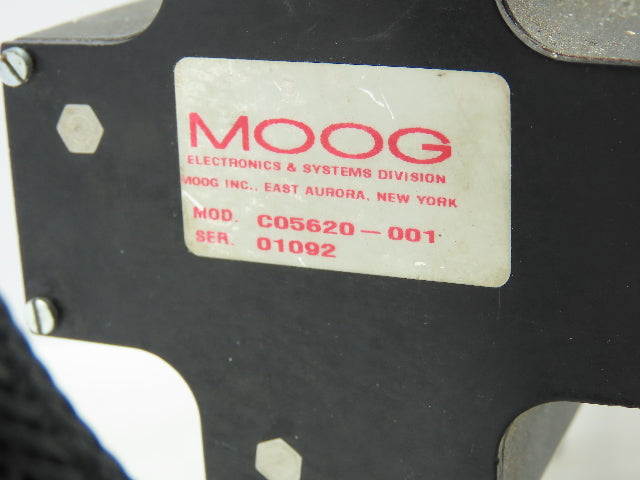 MOOG
ELECTRONICS & SYSTEMS DIVISION
MOOG INC., EAST AURORA, NEW YORK
MOD. C05620-001
SER. 01092